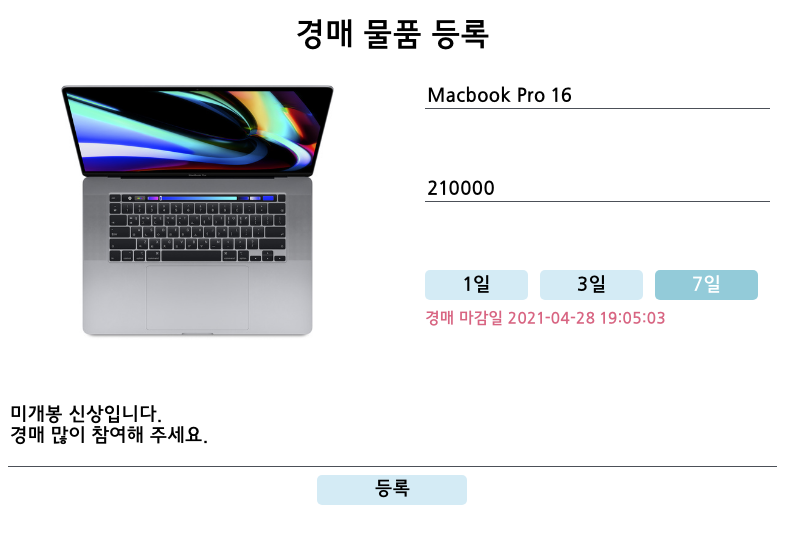 경매 물품 등록
Macbook Pro 16
210000
1일 3일 7일
경매 마감일 2021-04-28 19:05:03
미개봉 신상입니다.
경매 많이 참여해 주세요.
등록